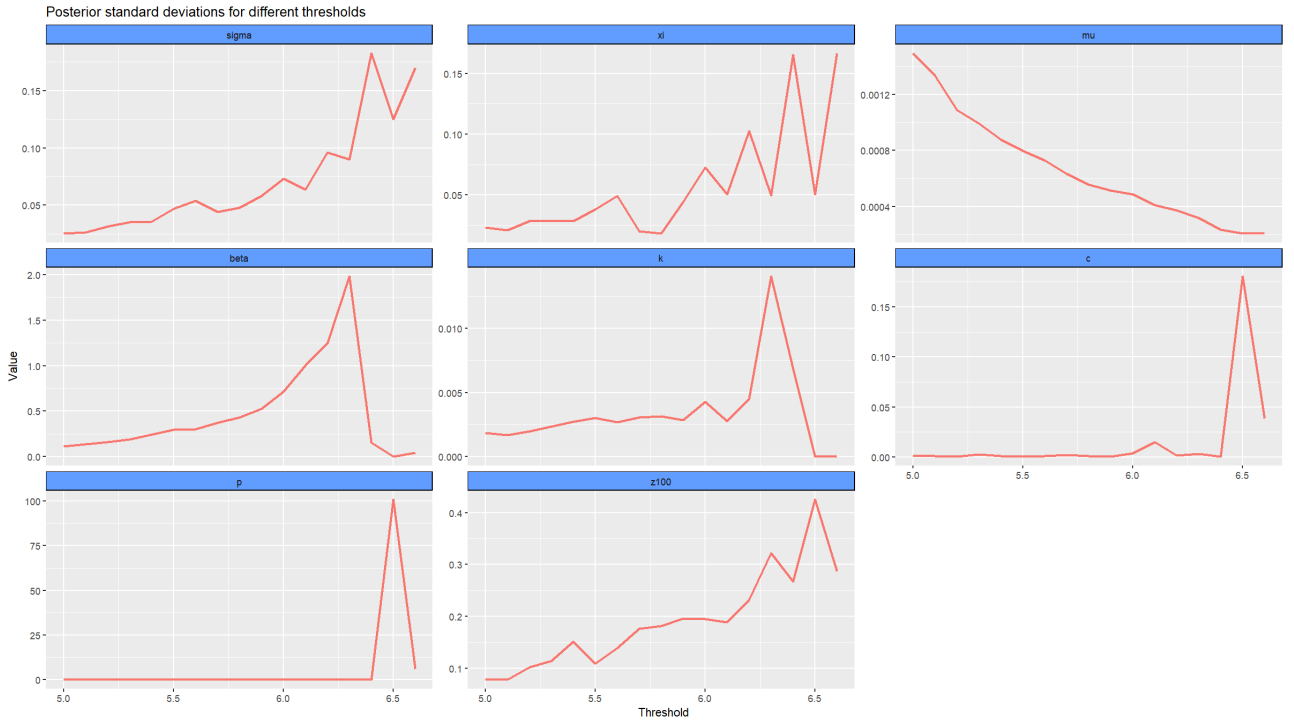 Posterior standard deviations for different thresholds
sigma
xi
mu
0.15
0.10
0.05
0.15
0.10
0.05
0.0012
0.0008
0.0004
beta
k
c
2.0
1.5
1.0
0.5
0.0
0.010
0.005
0.000
0.15
0.10
0.05
0.00
5.0 5.5 6.0 6.5
Value
p
z100
100
75
50
25
0
0.4
0.3
0.2
0.1
5.0 5.5 6.0 6.5
5.0 5.5 6.0 6.5
Threshold